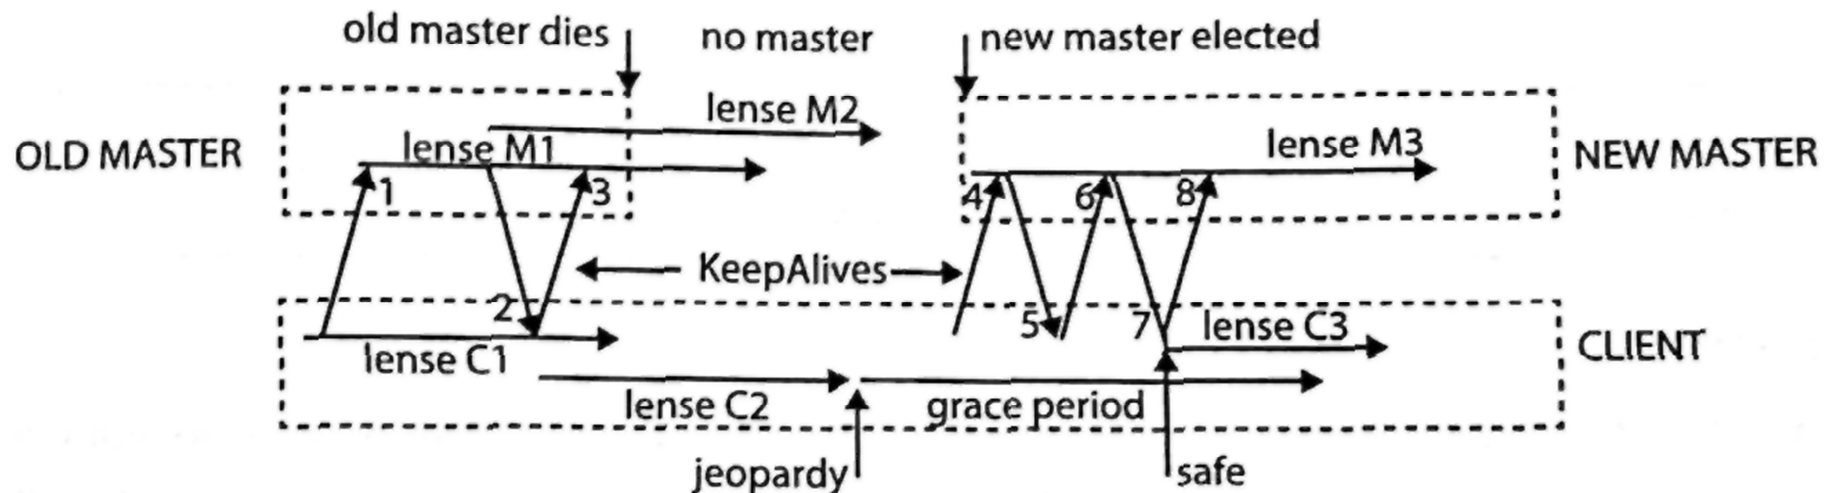 old master dies
no master
new master elected
lense M2
OLD MASTER
lense M1
lense M3
NEW MASTER
1
3
4
6
8
KeepAlives
2
5
7
lense C3
lense C1
CLIENT
lense C2
grace period
jeopardy
safe